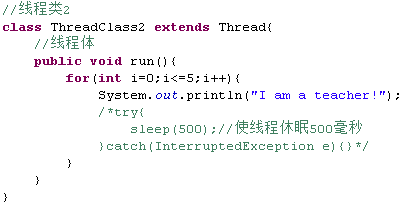 //线程类2
class ThreadClass2 extends Thread{
    //线程体
    public void run(){
        for(int i=0;i<=5;i++){
            System.out.println("I am a teacher!");
            /*try{
                sleep(500);//使线程休眠500毫秒
            }catch(InterruptedException e){}*/
        }
    }
}